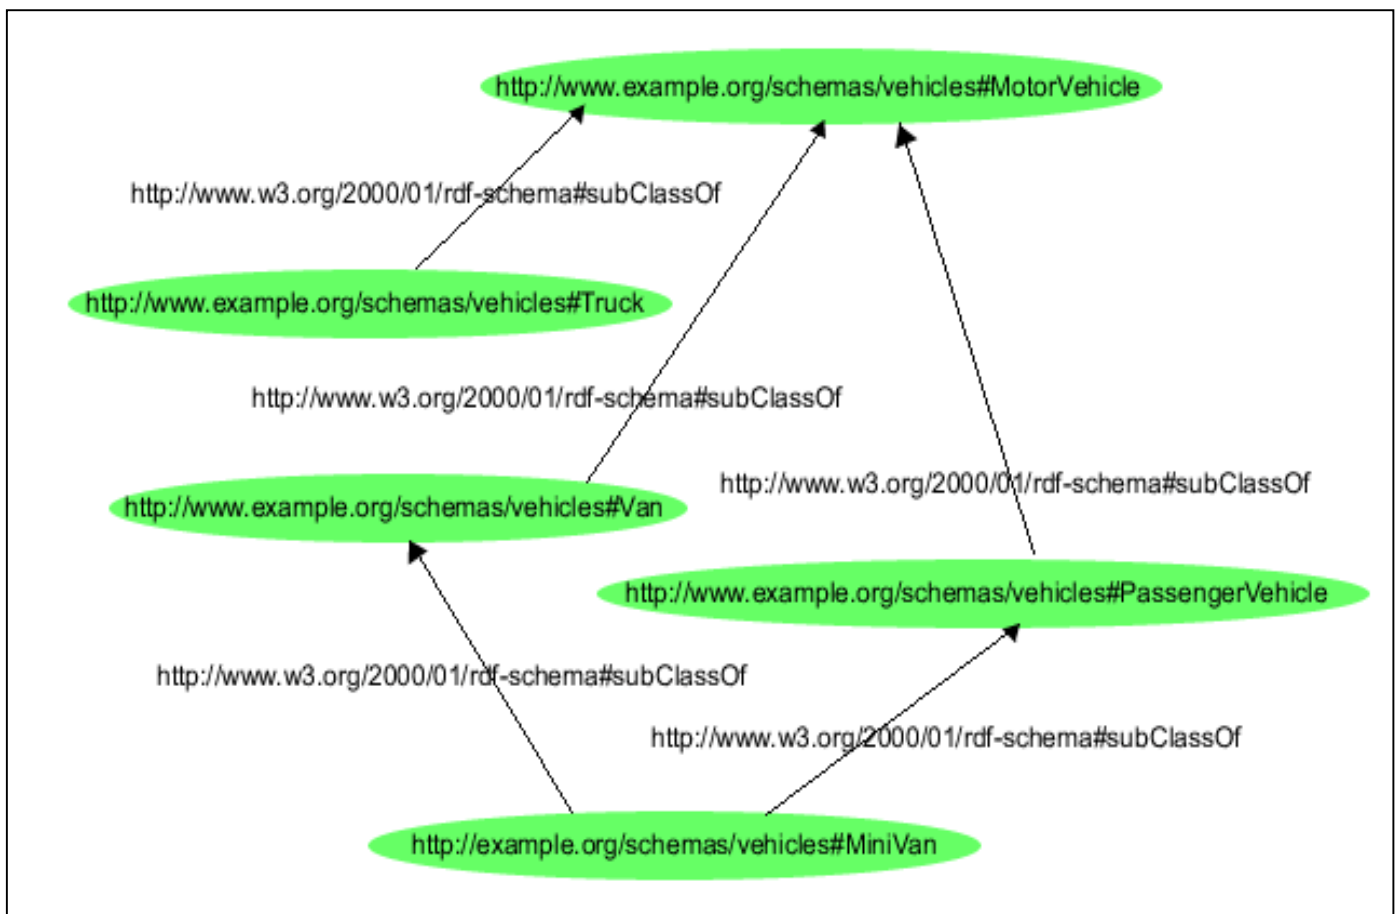 http://www.example.org/schemas/vehicles#MotorVehicle
http://www.w3.org/2000/01/rdf-schema#subClassOf
http://www.example.org/schemas/vehicles#Truck
http://www.w3.org/2000/01/rdf-schema#subClassOf
http://www.w3.org/2000/01/rdf-schema#subClassOf
http://www.example.org/schemas/vehicles#Van
http://www.example.org/schemas/vehicles#PassengerVehicle
http://www.w3.org/2000/01/rdf-schema#subClassOf
http://www.w3.org/2000/01/rdf-schema#subClassOf
http://example.org/schemas/vehicles#MiniVan